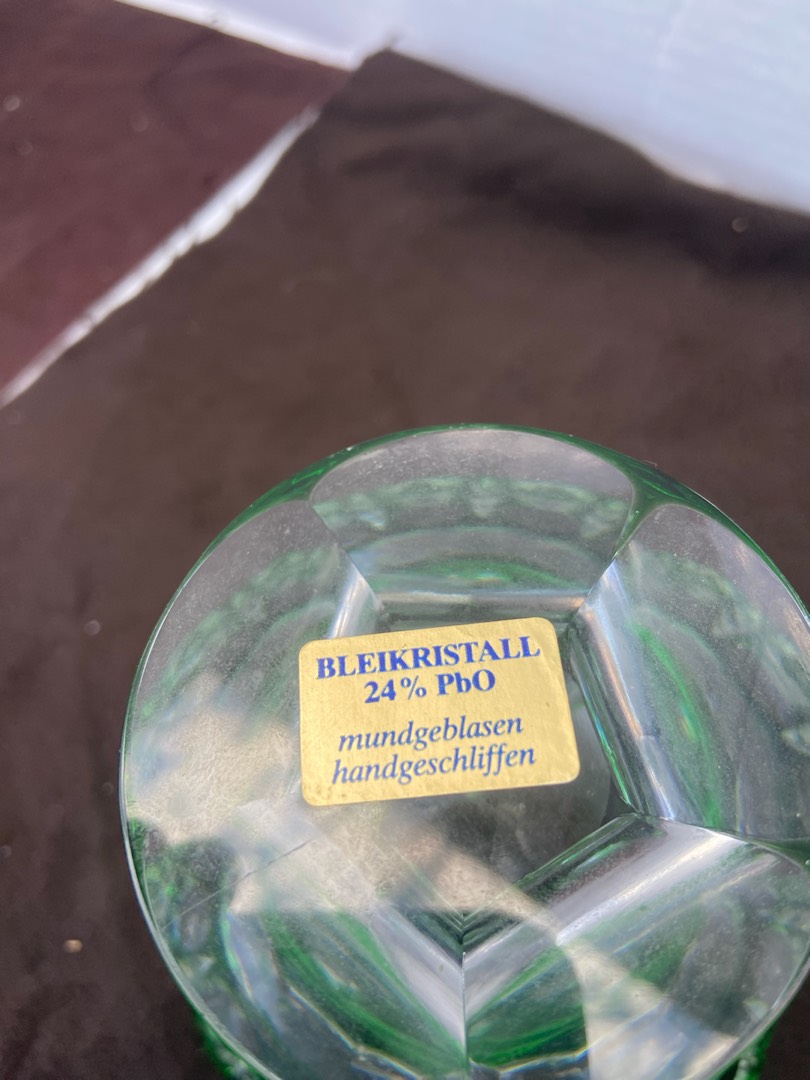 BLEIKRISTALL
24% PbO
mundgeblasen
handgeschliffen